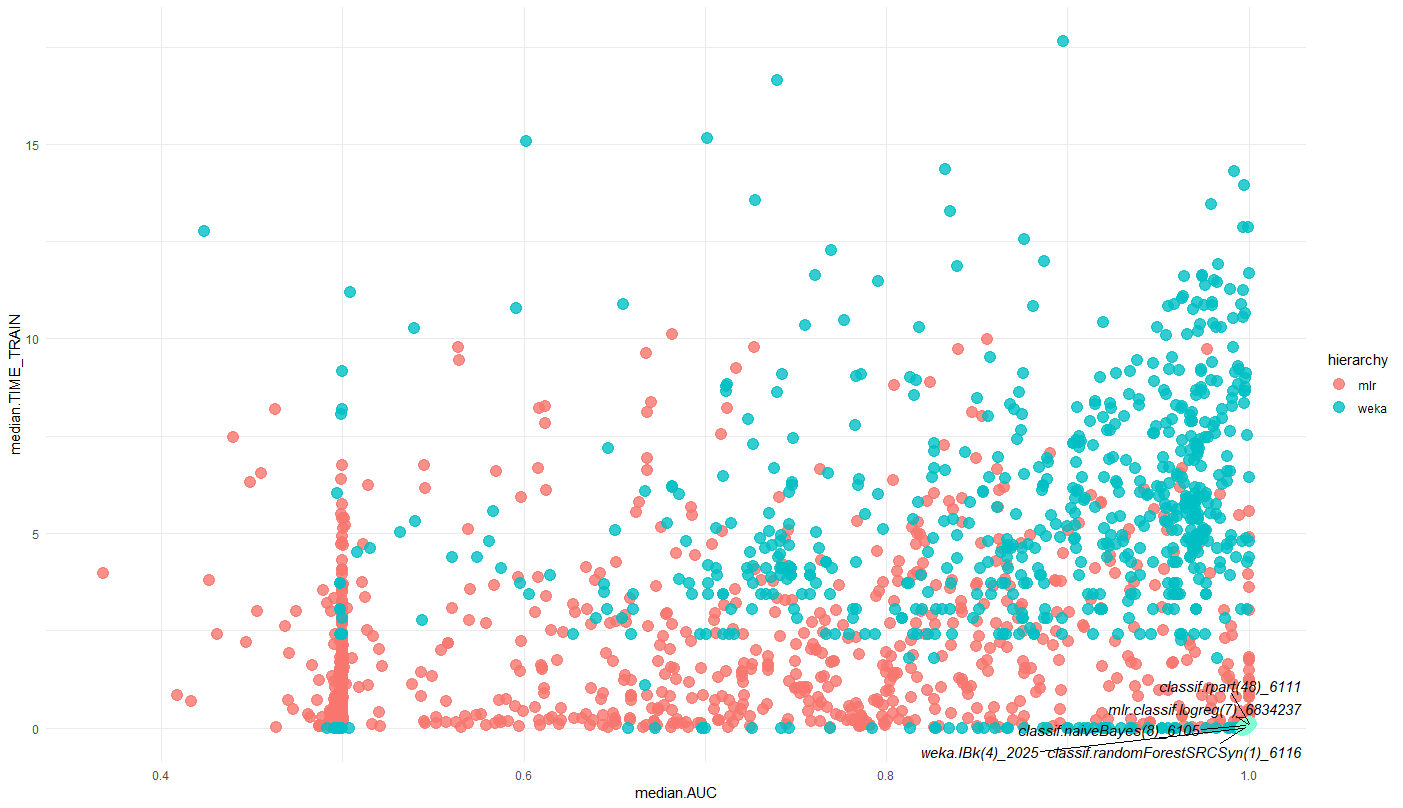 median.TIME_TRAIN
15
10
5
0
0.4
0.6
0.8
1.0
median.AUC
classif.rpart(48)_6111
mlr.classif.logreg(7)_6834237
classif.naiveBayes(8)_6105
weka.IBk(4)_2025
classif.randomForestSRCSyn(1)_6116
hierarchy
mlr
weka